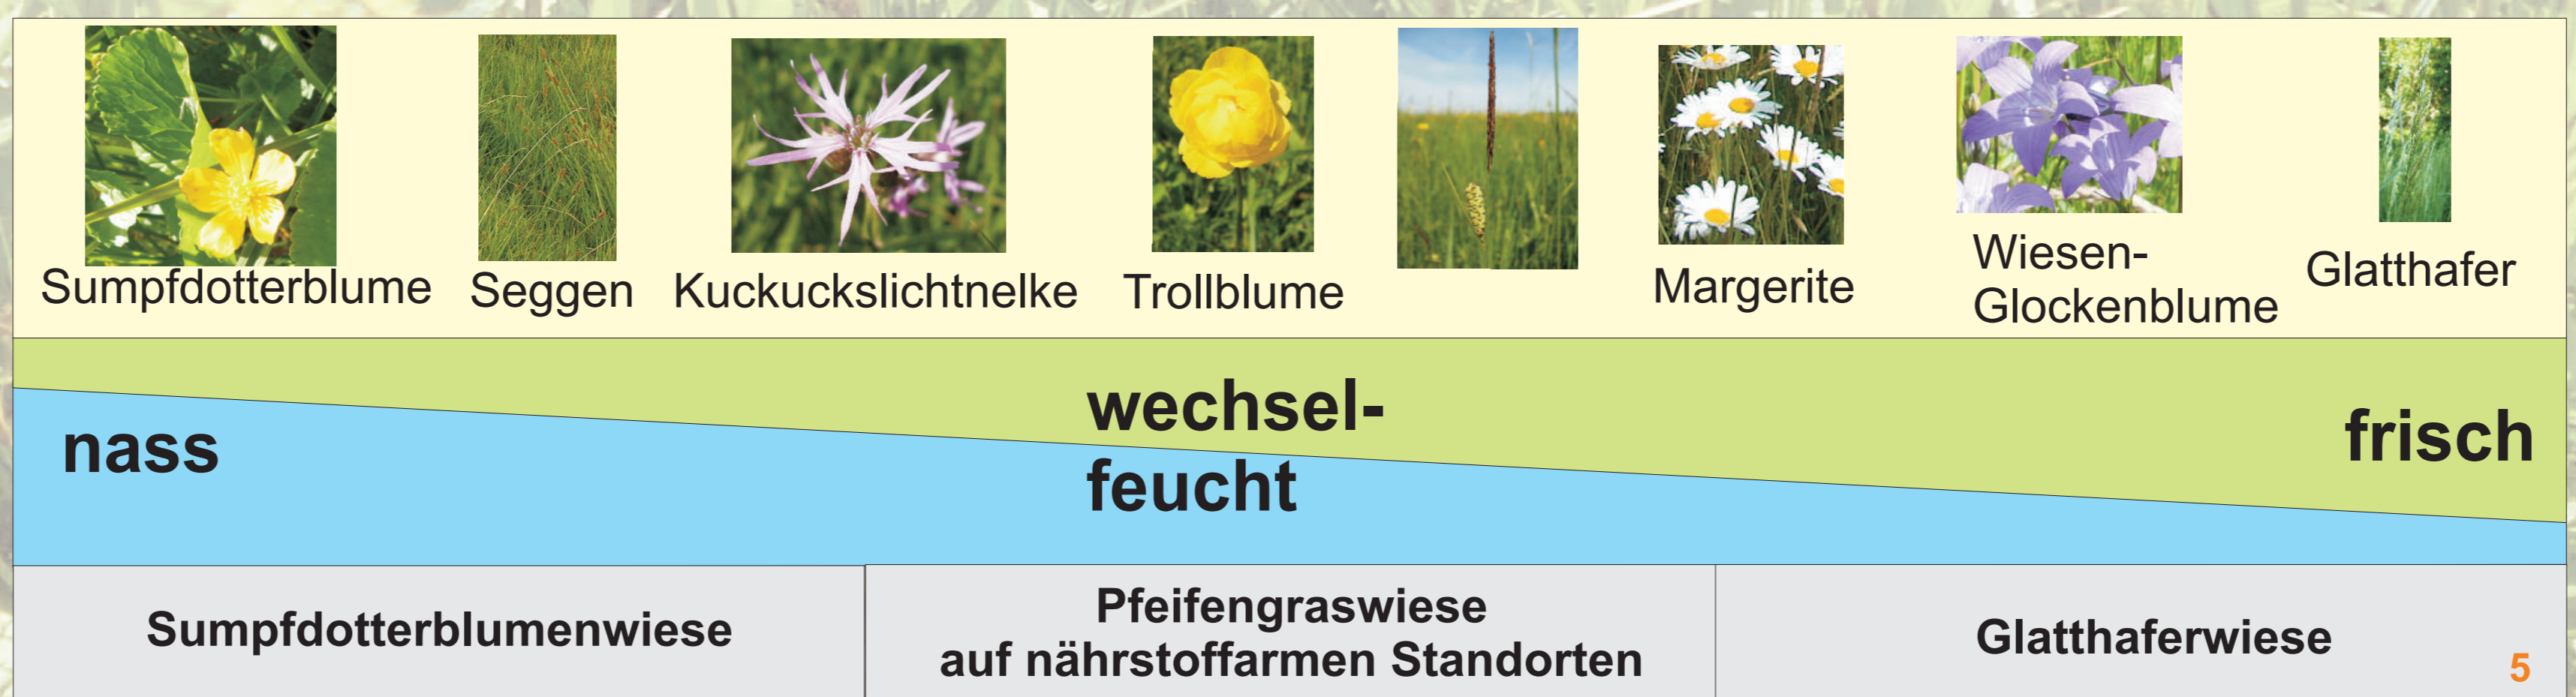 Sumpfdotterblume
Seggen
Kuckuckslichtnelke
Trollblume
Margerite
Wiesen-
Glockenblume
Glatthafer
nass
wechsel-
feucht
frisch
Sumpfdotterblumenwiese
Pfeifengraswiese
auf nährstoffarmen Standorten
Glatthaferwiese
5